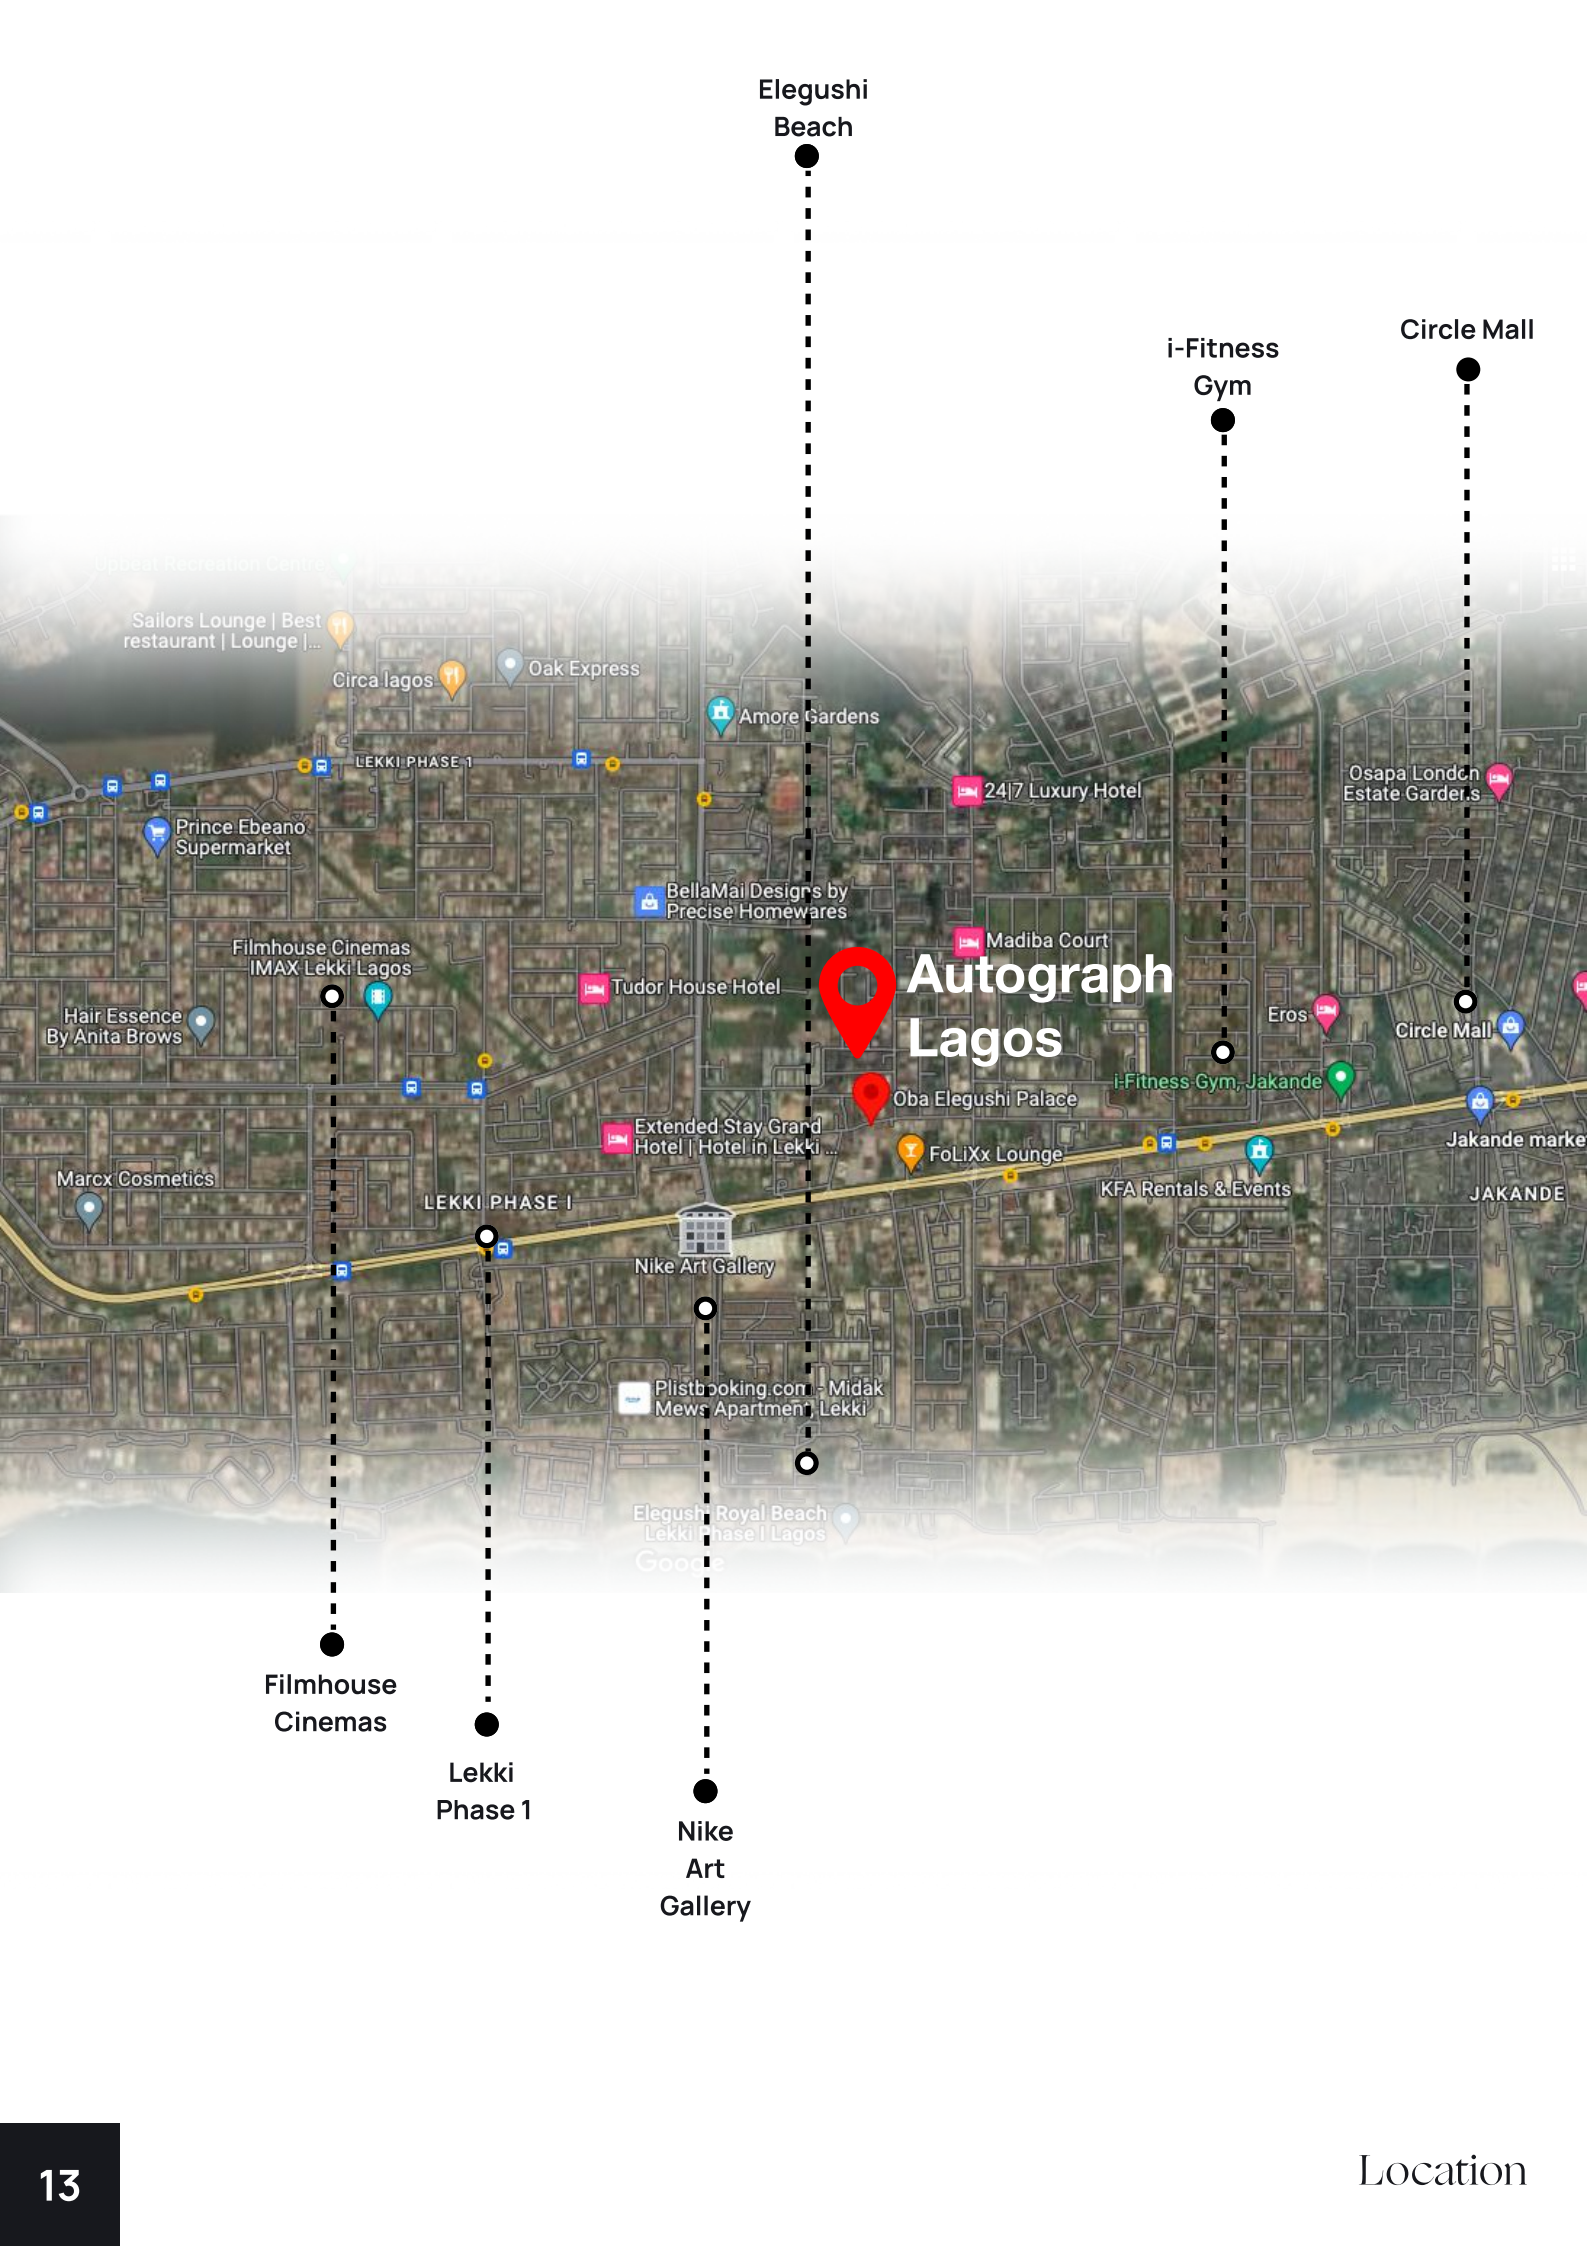 Elegushi
Beach
Circle Mall
i-Fitness
Gym
Upbeat Recreation Centre
Sailors Lounge | Best
restaurant | Lounge |...
Circa lagos
Oak Express
Amore Gardens
LEKKI PHASE 1
24|7 Luxury Hotel
Osapa London
Estate Gardens
Prince Ebeano
Supermarket
BellaMai Designs by
Precise Homewares
Filmhouse Cinemas
IMAX Lekki Lagos
Madiba Court
Autograph
Lagos
Tudor House Hotel
Hair Essence
By Anita Brows
Eros
Circle Mall
i-Fitness Gym, Jakande
Oba Elegushi Palace
Extended Stay Grand
Hotel | Hotel in Lekki ...
FoLiXx Lounge
Jakande marke
Marcx Cosmetics
KFA Rentals & Events
JAKANDE
LEKKI PHASE I
Nike Art Gallery
Plistbooking.com - Midak
Mews Apartment, Lekki
Elegushi Royal Beach
Lekki Phase I Lagos
Google
Filmhouse
Cinemas
Lekki
Phase 1
Nike
Art
Gallery
13
Location